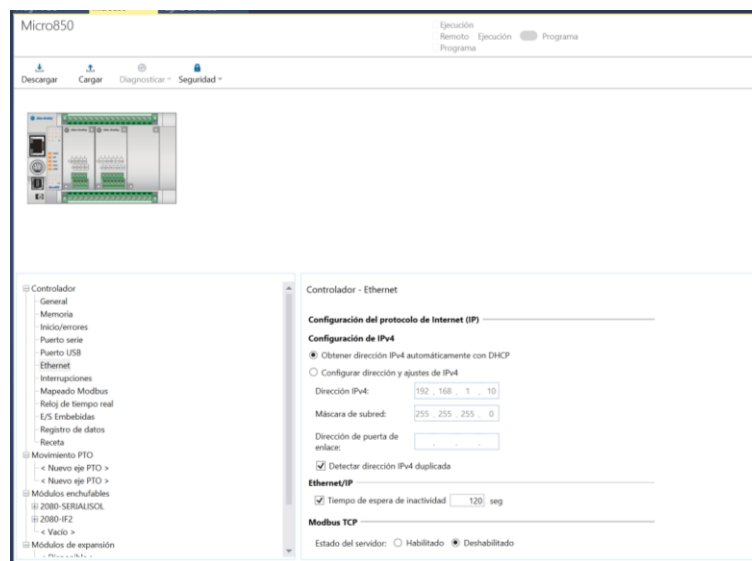 Micro850
Ejecución
Remoto Ejecución Programa
Programa
Descargar Cargar Diagnosticar Seguridad
Controlador
General
Memoria
Inicio/errores
Puerto serie
Puerto USB
Ethernet
Interrupciones
Mapeado Modbus
Reloj de tiempo real
E/S Embebidas
Registro de datos
Receta
Movimiento PTO
< Nuevo eje PTO >
< Nuevo eje PTO >
Módulos enchufables
2080-SERIALISOL
2080-IF2
< Vacío >
Módulos de expansión
Controlador - Ethernet
Configuración del protocolo de Internet (IP)
Configuración de IPv4
Obtener dirección IPv4 automáticamente con DHCP
Configurar dirección y ajustes de IPv4
Dirección IPv4: 192 . 168 . 1 . 10
Máscara de subred: 255 . 255 . 255 . 0
Dirección de puerta de
enlace: . . .
Detectar dirección IPv4 duplicada
Ethernet/IP
Tiempo de espera de inactividad 120 seg
Modbus TCP
Estado del servidor: Habilitado Deshabilitado